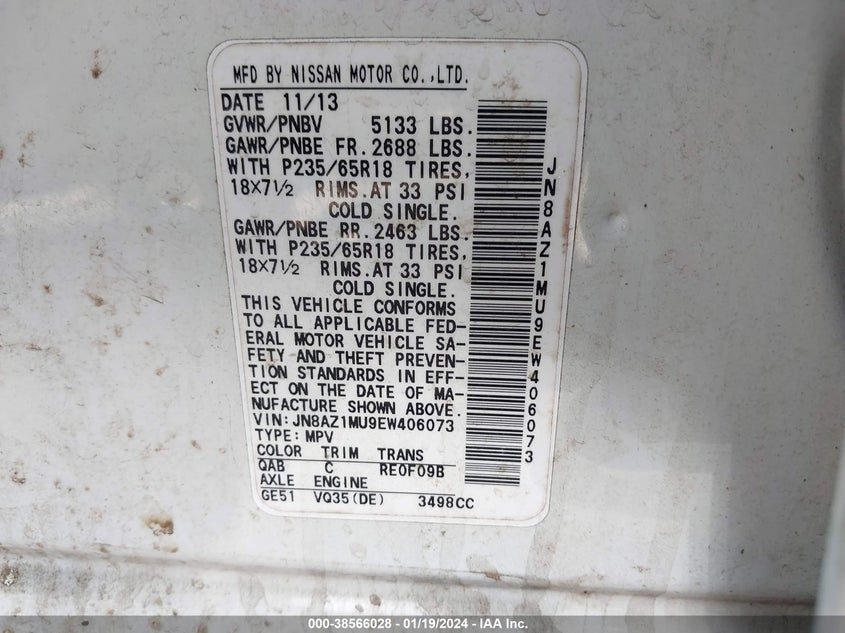 MFD BY NISSAN MOTOR CO.,LTD.
DATE 11/13
GVWR/PNBV 5133 LBS.
GAWR/PNBE FR. 2688 LBS.
WITH P235/65R18 TIRES,
18X7½ RIMS.AT 33 PSI
COLD SINGLE.
GAWR/PNBE RR. 2463 LBS.
WITH P235/65R18 TIRES,
18X7½ RIMS.AT 33 PSI
COLD SINGLE.
THIS VEHICLE CONFORMS
TO ALL APPLICABLE FED-
ERAL MOTOR VEHICLE SA-
FETY AND THEFT PREVEN-
TION STANDARDS IN EFF-
ECT ON THE DATE OF MA-
NUFACTURE SHOWN ABOVE.
VIN:JN8AZ1MU9EW406073
TYPE:MPV
COLOR TRIM TRANS
QAB C RE0F09B
AXLE ENGINE
GE51 VQ35(DE) 3498CC
JN8AZ1MU9EW406073
000-38566028 - 01/19/2024 - IAA Inc.